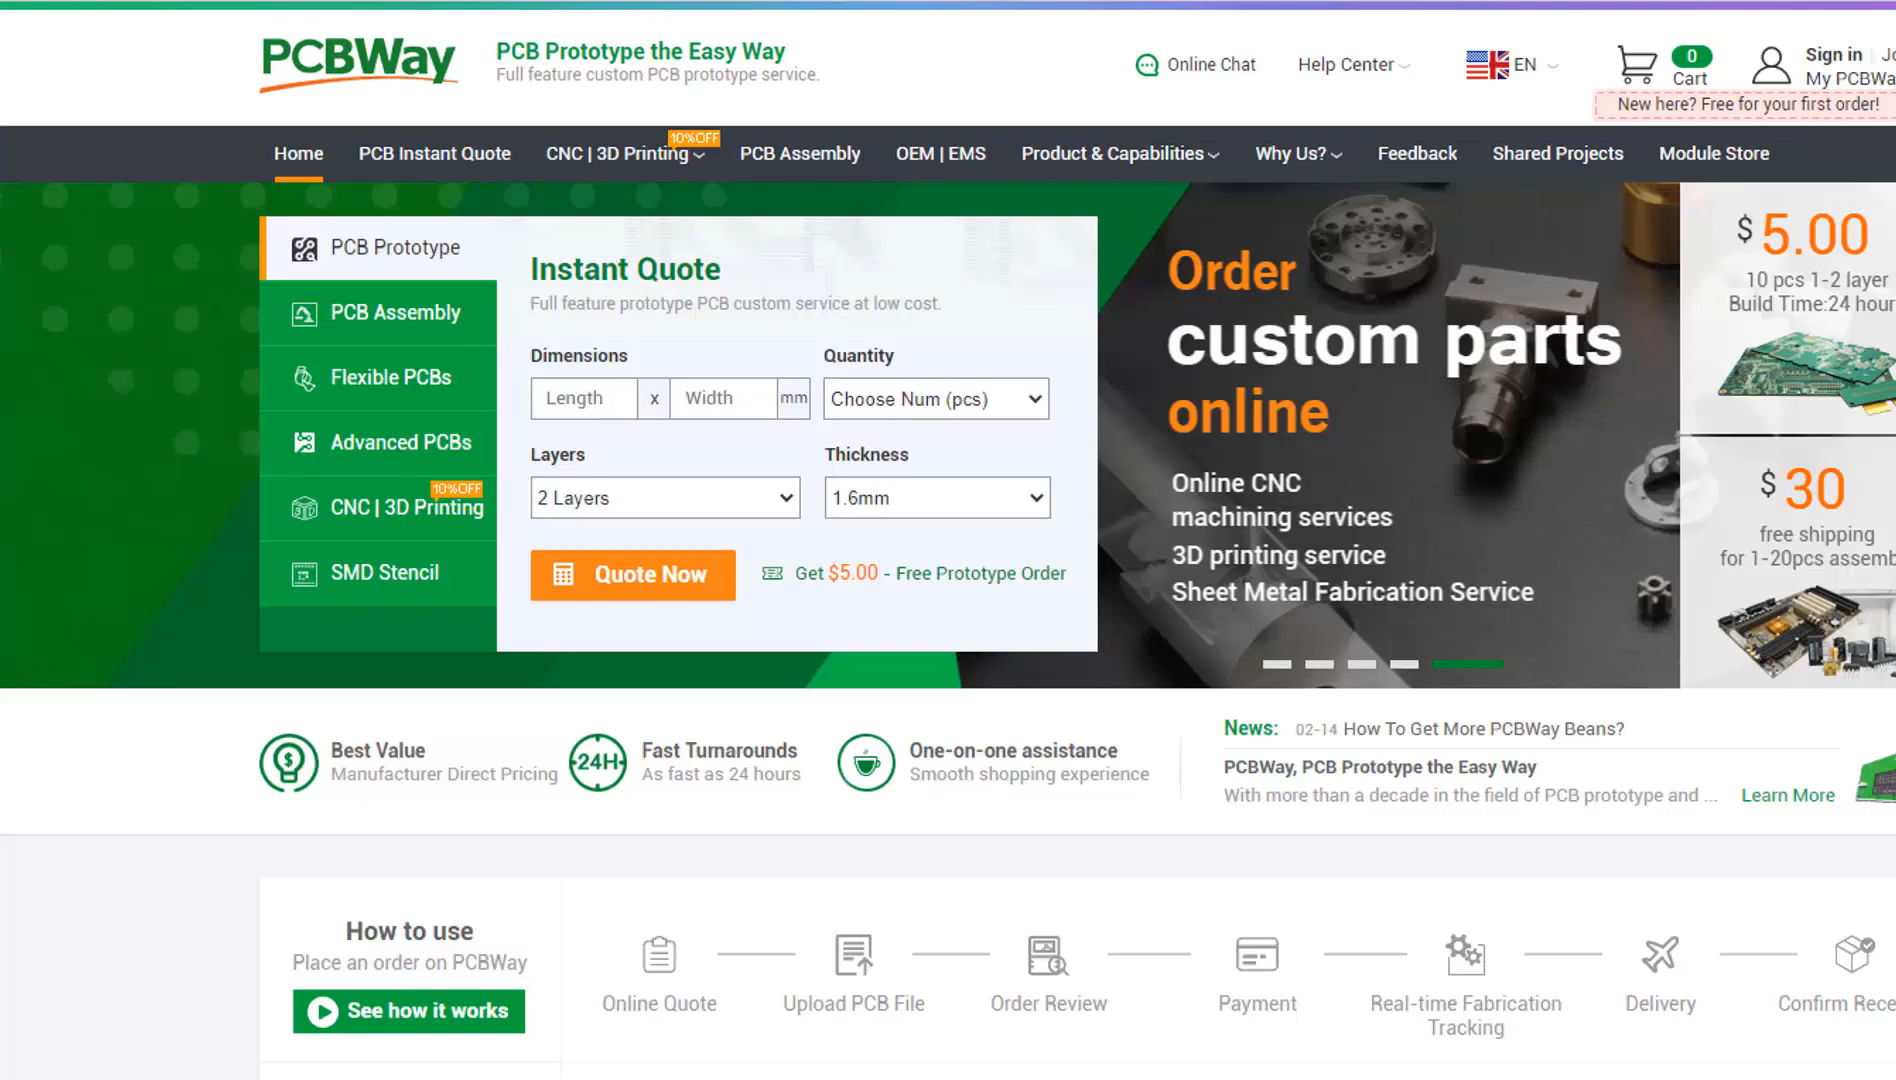 PCBWay
PCB Prototype the Easy Way
Full feature custom PCB prototype service.
Online Chat
Help Center
EN
0
Cart
Sign in
My PCBWa
New here? Free for your first order!
Home
PCB Instant Quote
CNC | 3D Printing
10%OFF
PCB Assembly
OEM | EMS
Product & Capabilities
Why Us?
Feedback
Shared Projects
Module Store
PCB Prototype
PCB Assembly
Flexible PCBs
Advanced PCBs
10%OFF
CNC | 3D Printing
SMD Stencil
Instant Quote
Full feature prototype PCB custom service at low cost.
Dimensions
Quantity
Length x Width mm
Choose Num (pcs)
Layers
Thickness
2 Layers
1.6mm
Quote Now
Get $5.00 - Free Prototype Order
Order
custom parts
online
Online CNC
machining services
3D printing service
Sheet Metal Fabrication Service
$ 5.00
10 pcs 1-2 layer
Build Time:24 hour
$ 30
free shipping
for 1-20pcs assemb
Best Value
Manufacturer Direct Pricing
24H
Fast Turnarounds
As fast as 24 hours
One-on-one assistance
Smooth shopping experience
News: 02-14 How To Get More PCBWay Beans?
PCBWay, PCB Prototype the Easy Way
With more than a decade in the field of PCB prototype and ... Learn More
How to use
Place an order on PCBWay
See how it works
Online Quote
Upload PCB File
Order Review
Payment
Real-time Fabrication
Tracking
Delivery
Confirm Rece